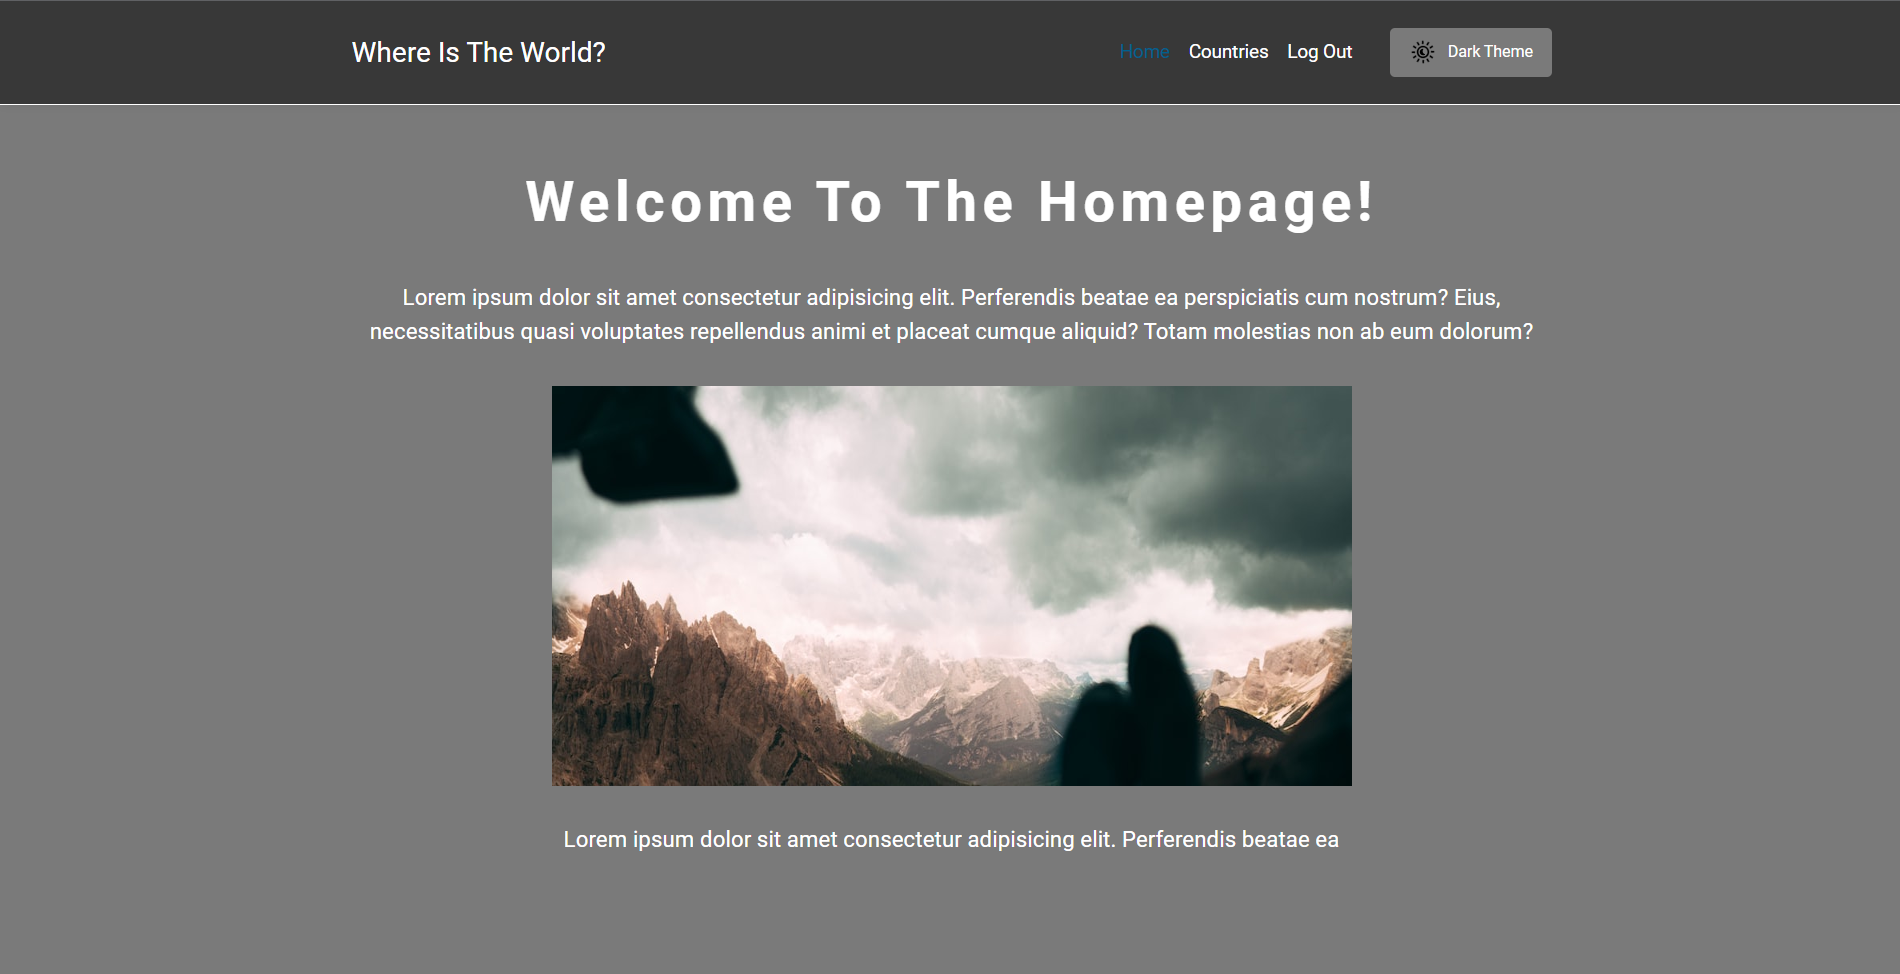 Where Is The World?
Home Countries Log Out Dark Theme
Welcome To The Homepage!
Lorem ipsum dolor sit amet consectetur adipisicing elit. Perferendis beatae ea perspiciatis cum nostrum? Eius,
necessitatibus quasi voluptates repellendus animi et placeat cumque aliquid? Totam molestias non ab eum dolorum?
Lorem ipsum dolor sit amet consectetur adipisicing elit. Perferendis beatae ea